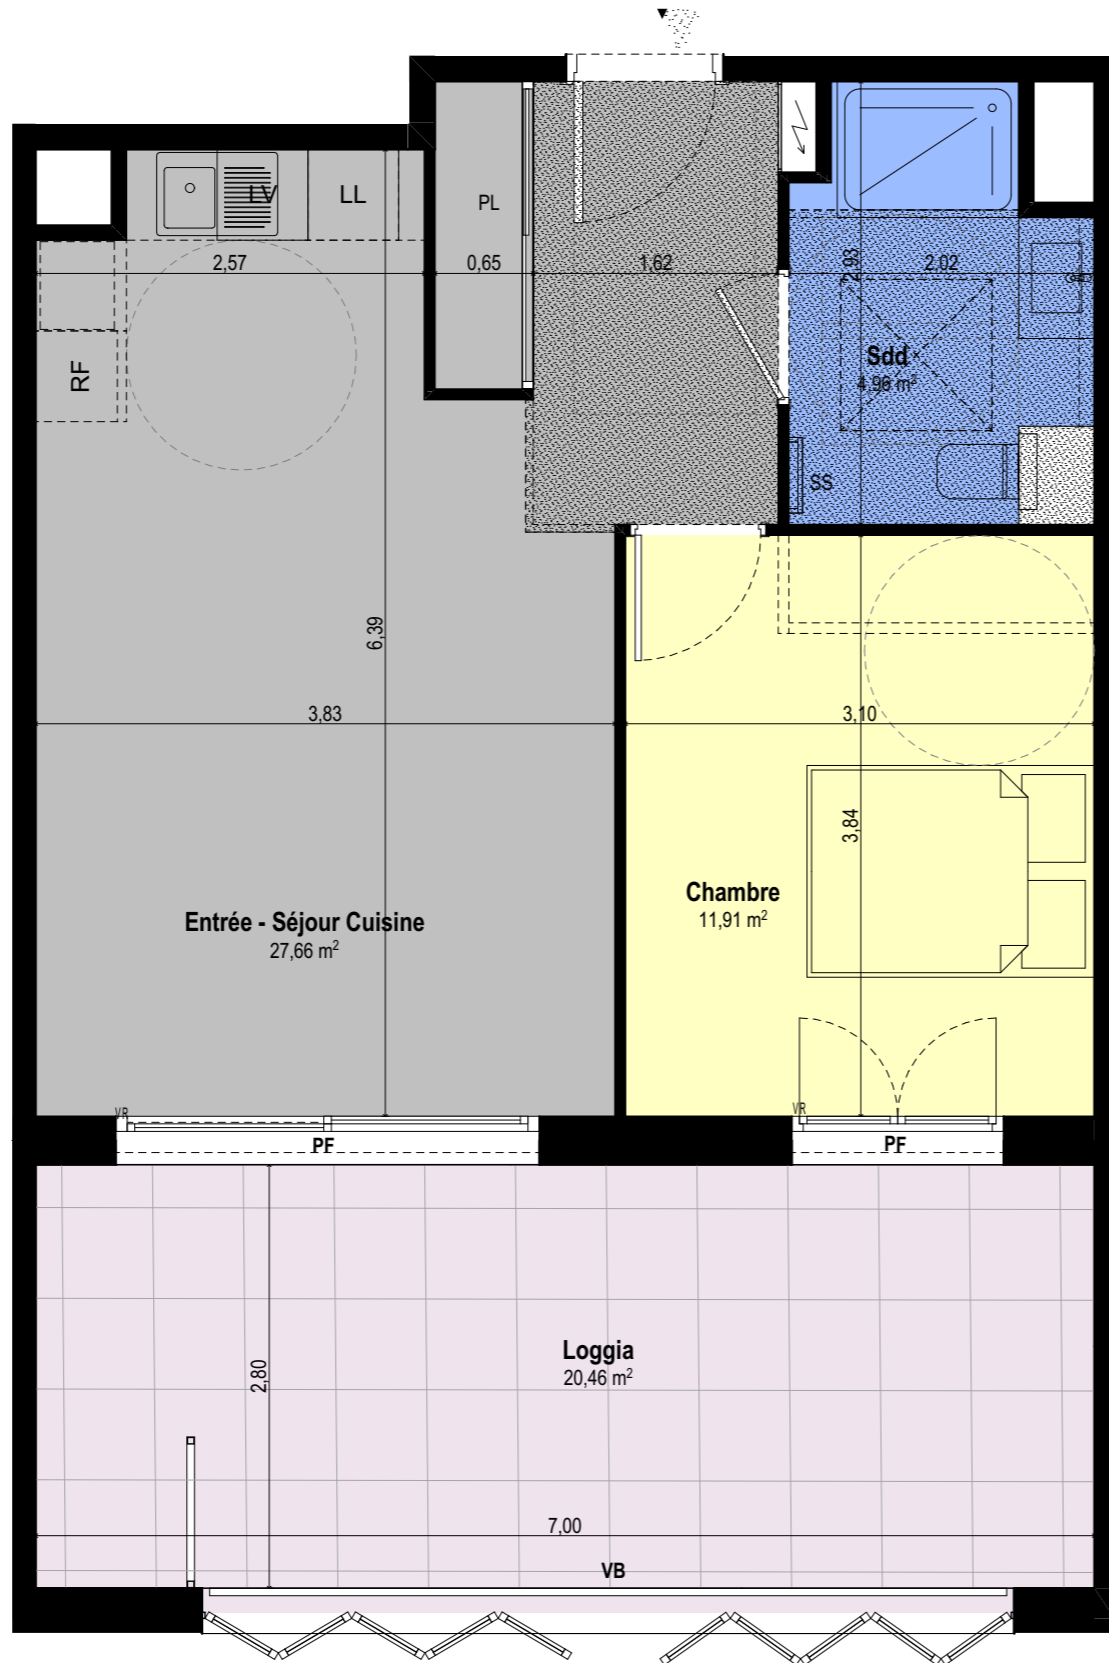 LV
LL
PL
2,57
0,65
1,62
2,93
2,02
RF
Sdd
4,96 m²
SS
6,39
3,83
3,10
3,84
Chambre
11,91 m²
Entrée - Séjour Cuisine
27,66 m²
VR
VR
PF
PF
Loggia
20,46 m²
2,80
7,00
VB